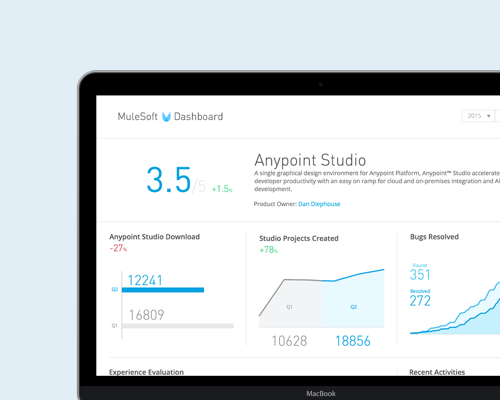 MuleSoft Dashboard
2015
3.5/5 +1.5%
Anypoint Studio
A single graphical design environment for Anypoint Platform, Anypoint™ Studio accelerate
developer productivity with an easy on ramp for cloud and on-premises integration and A
development.
Product Owner: Dan Diephouse
Anypoint Studio Download
-27%
Q2 12241
Q1 16809
Studio Projects Created
+78%
Q1 Q2
10628 18856
Bugs Resolved
Found
351
Resolved
272
Experience Evaluation
Recent Activities
MacBook